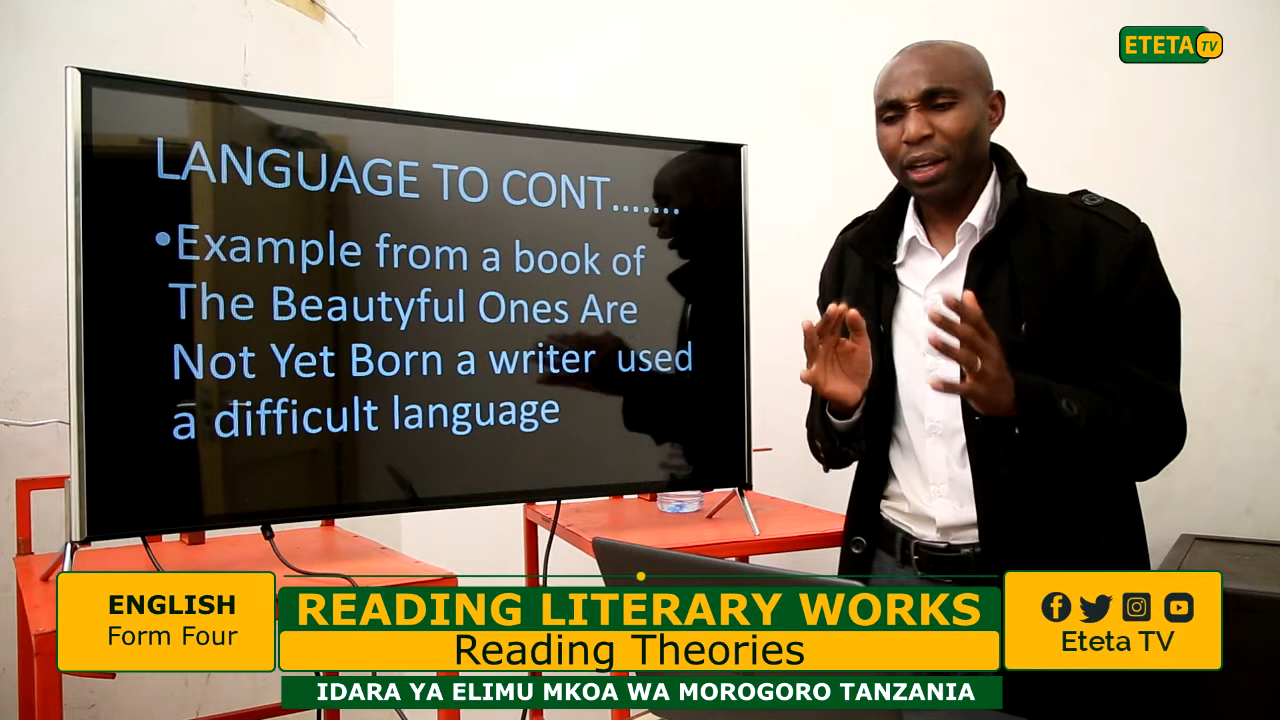 ETETA TV
LANGUAGE TO CONT.......
•Example from a book of
The Beautyful Ones Are
Not Yet Born a writer used
a difficult language
ENGLISH
Form Four
READING LITERARY WORKS
Reading Theories
Eteta TV
IDARA YA ELIMU MKOA WA MOROGORO TANZANIA